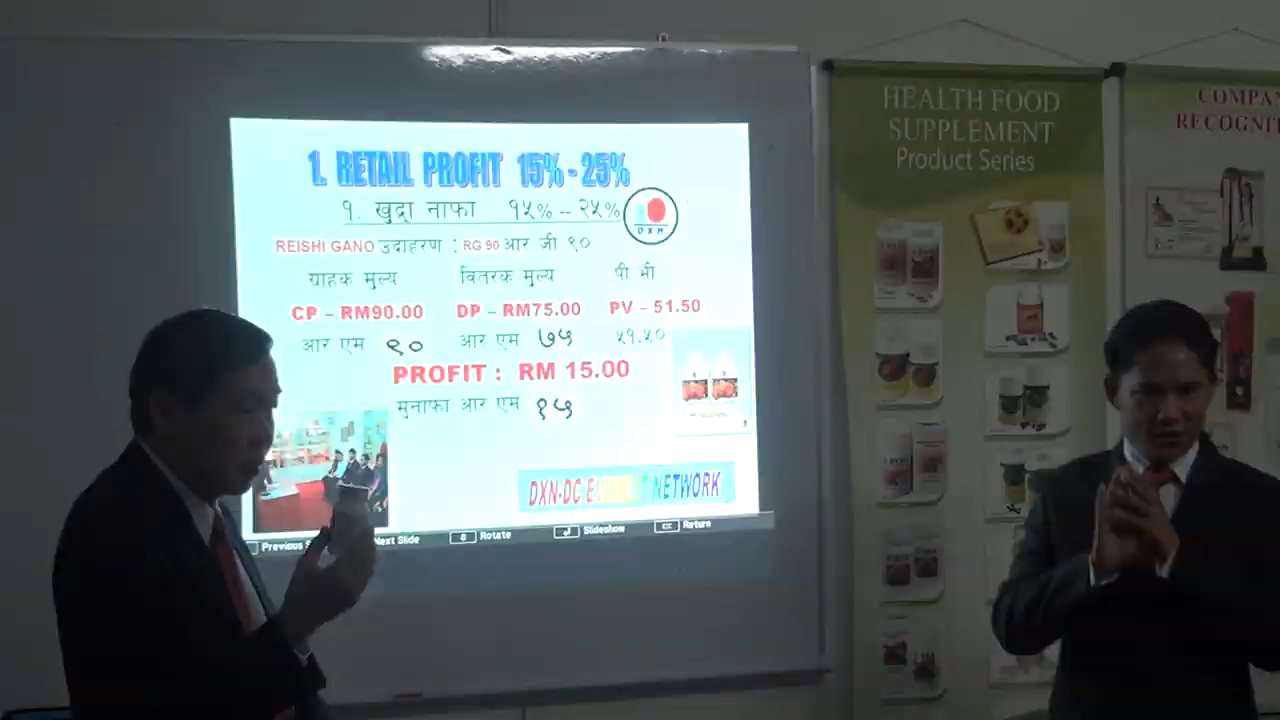 1. RETAIL PROFIT 15% - 25%
१. खुद्रा नाफा १५% – २५%
DXN
REISHI GANO उदाहरण : RG 90 आर जी ९०
ग्राहक मुल्य वितरक मुल्य पी भी
CP – RM90.00 DP – RM75.00 PV – 51.50
आर एम ९० आर एम ७५ ५१.५०
PROFIT : RM 15.00
मुनाफा आर एम १५
DXN-DC NETWORK
Previous Next Slide Rotate Slideshow Return
HEALTH FOOD
SUPPLEMENT
Product Series